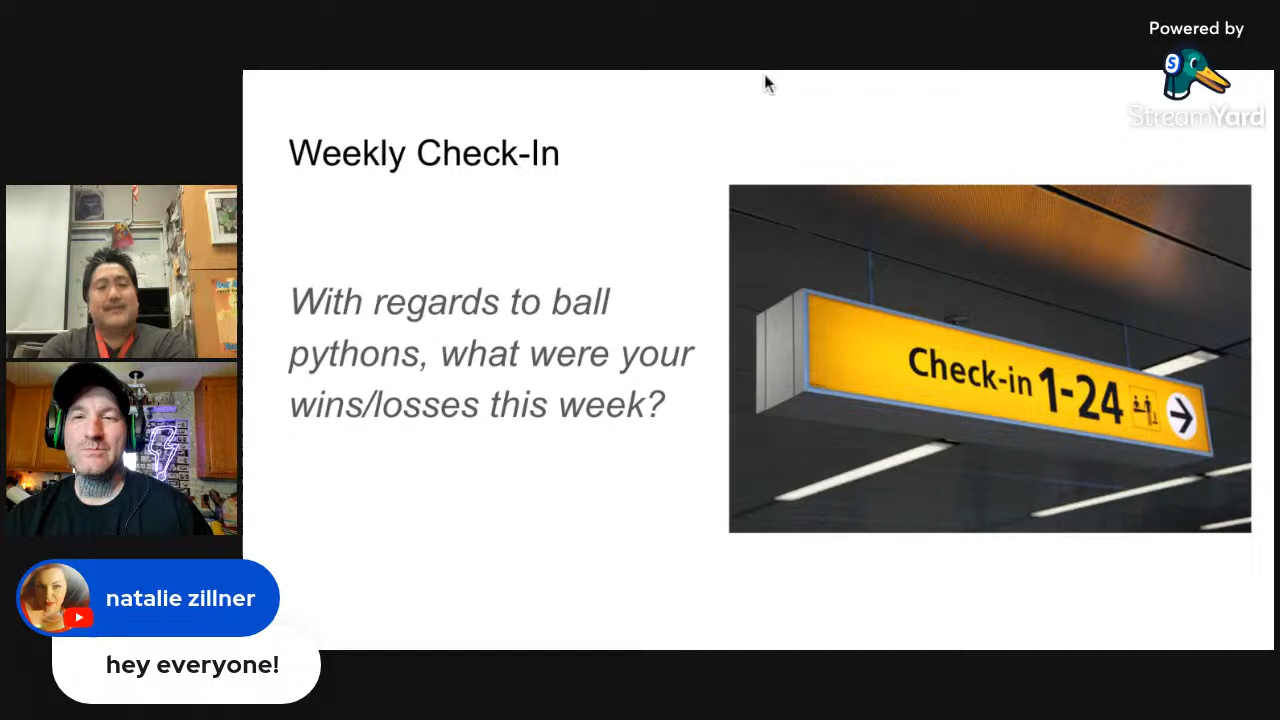 Powered by
StreamYard
Weekly Check-In
With regards to ball
pythons, what were your
wins/losses this week?
Check-in 1-24
natalie zillner
hey everyone!